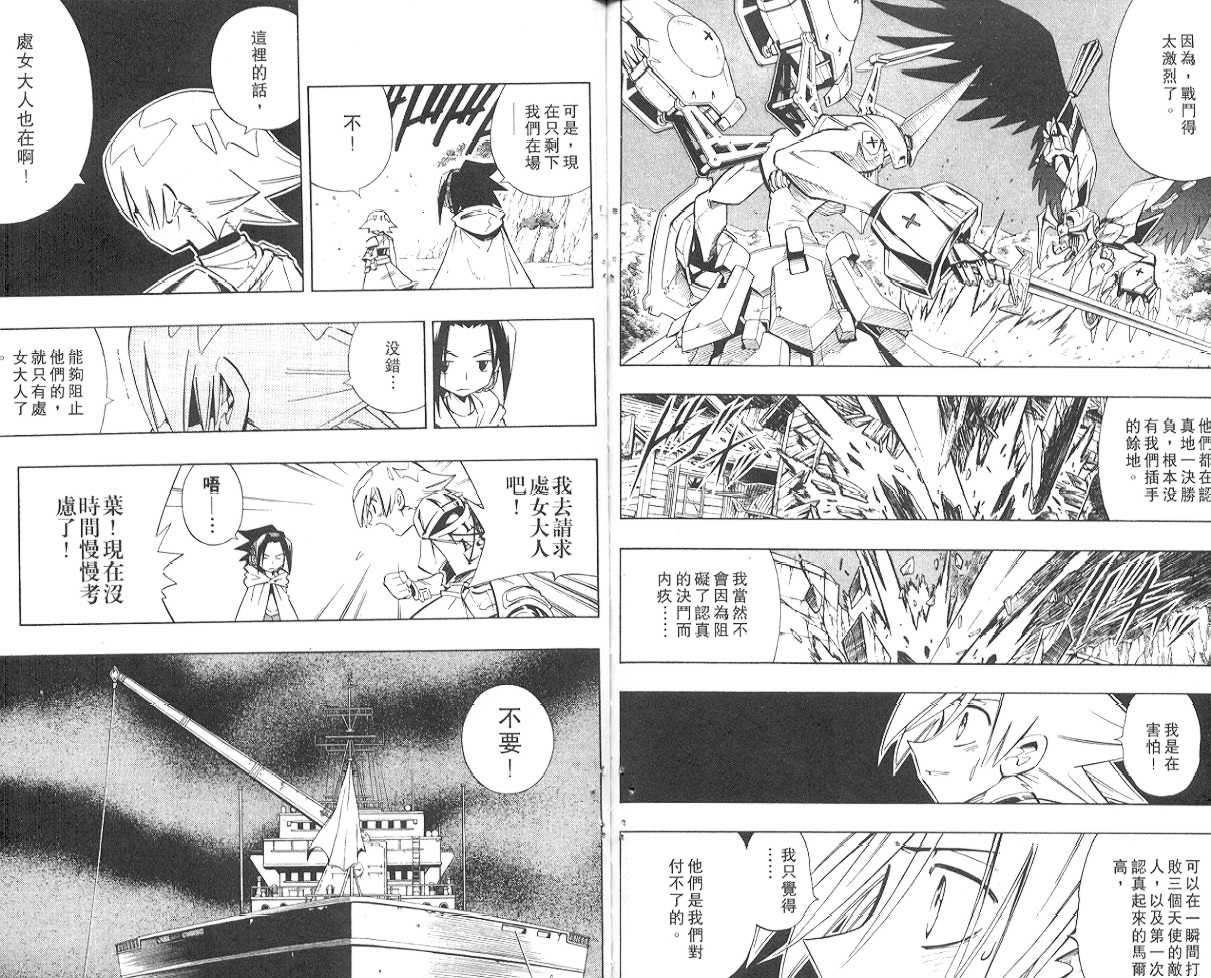 因為，戰鬥得
太激烈了。
他們都在認
真地一決勝
負，根本没
有我們插手
的餘地。
我當然不
會因為阻
礙了認真
的決鬥而
内疚……
我是在
害怕！
可以在一瞬間打
敗三個天使的敵
人，以及第一次
認真起來的馬爾
高，
我只覺得
……
他們是我們對
付不了的。
可是，現
在只剩下
我們在場
——
不！
這裡的話，
處女大人也在啊！
没錯…
能夠阻止
他們的，
就只有處
女大人了
。
我去請求
處女大人
吧！
唔……
葉！現在沒
時間慢慢考
慮了！
不要！